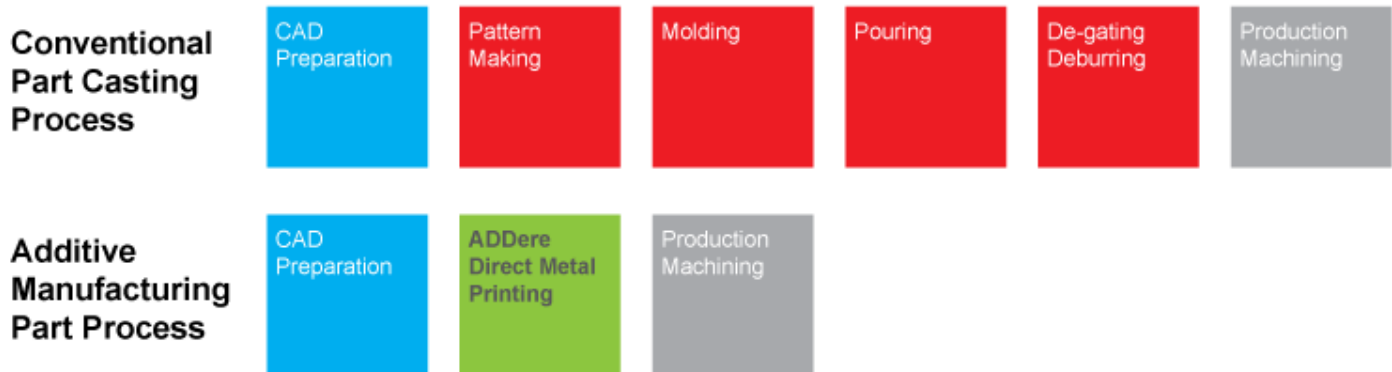 Conventional
Part Casting
Process
CAD
Preparation
Pattern
Making
Molding
Pouring
De-gating
Deburring
Production
Machining
Additive
Manufacturing
Part Process
CAD
Preparation
ADDere
Direct Metal
Printing
Production
Machining